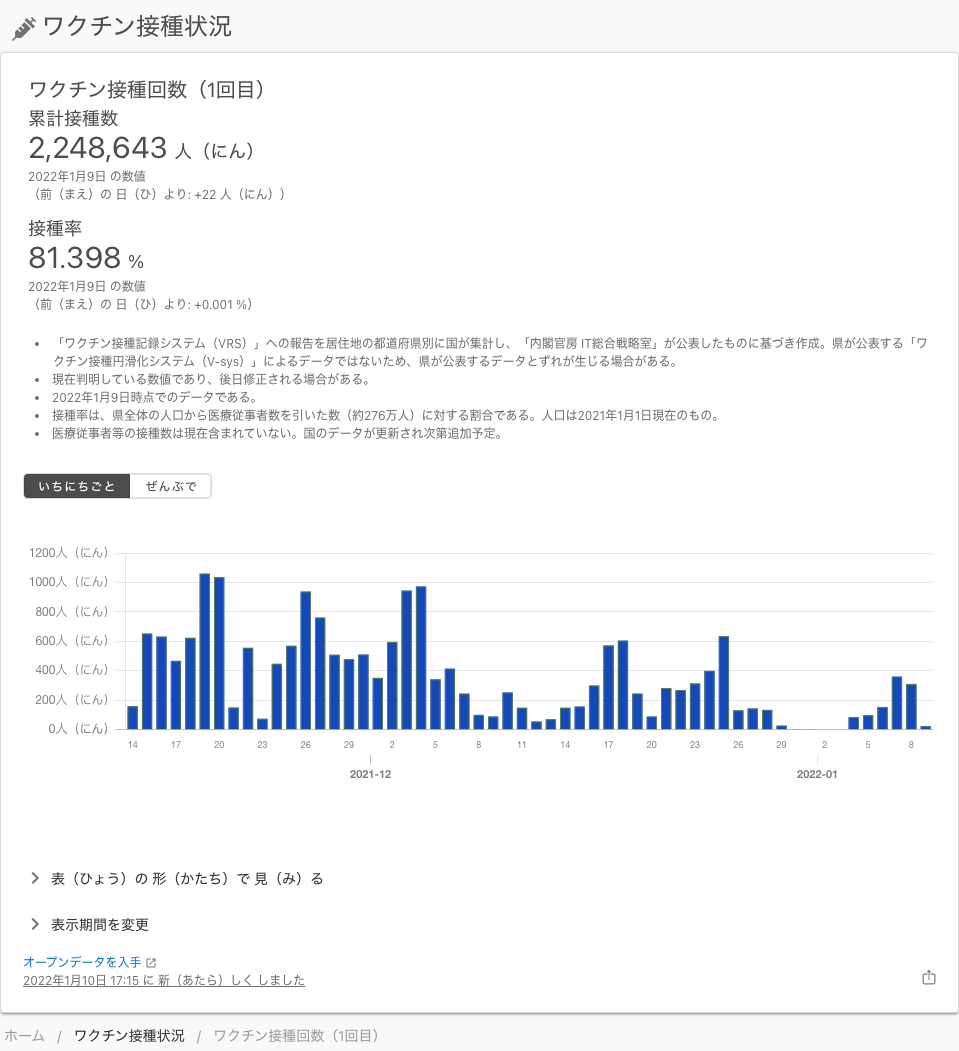 ワクチン接種状況
ワクチン接種回数（1回目）
累計接種数
2,248,643 人（にん）
2022年1月9日 の数値
（前（まえ）の 日（ひ）より: +22 人（にん））
接種率
81.398 %
2022年1月9日 の数値
（前（まえ）の 日（ひ）より: +0.001 %）
• 「ワクチン接種記録システム（VRS）」への報告を居住地の都道府県別に国が集計し、「内閣官房 IT総合戦略室」が公表したものに基づき作成。県が公表する「ワ
クチン接種円滑化システム（V-sys）」によるデータではないため、県が公表するデータとずれが生じる場合がある。
• 現在判明している数値であり、後日修正される場合がある。
• 2022年1月9日時点でのデータである。
• 接種率は、県全体の人口から医療従事者数を引いた数（約276万人）に対する割合である。人口は2021年1月1日現在のもの。
• 医療従事者等の接種数は現在含まれていない。国のデータが更新され次第追加予定。
いちにちごと ぜんぶで
1200人（にん）
1000人（にん）
800人（にん）
600人（にん）
400人（にん）
200人（にん）
0人（にん）
14 17 20 23 26 29 2 5 8 11 14 17 20 23 26 29 2 5 8
2021-12 2022-01
表（ひょう）の 形（かたち）で 見（み）る
表示期間を変更
オープンデータを入手
2022年1月10日 17:15 に 新（あたら）しく しました
ホーム / ワクチン接種状況 / ワクチン接種回数（1回目）